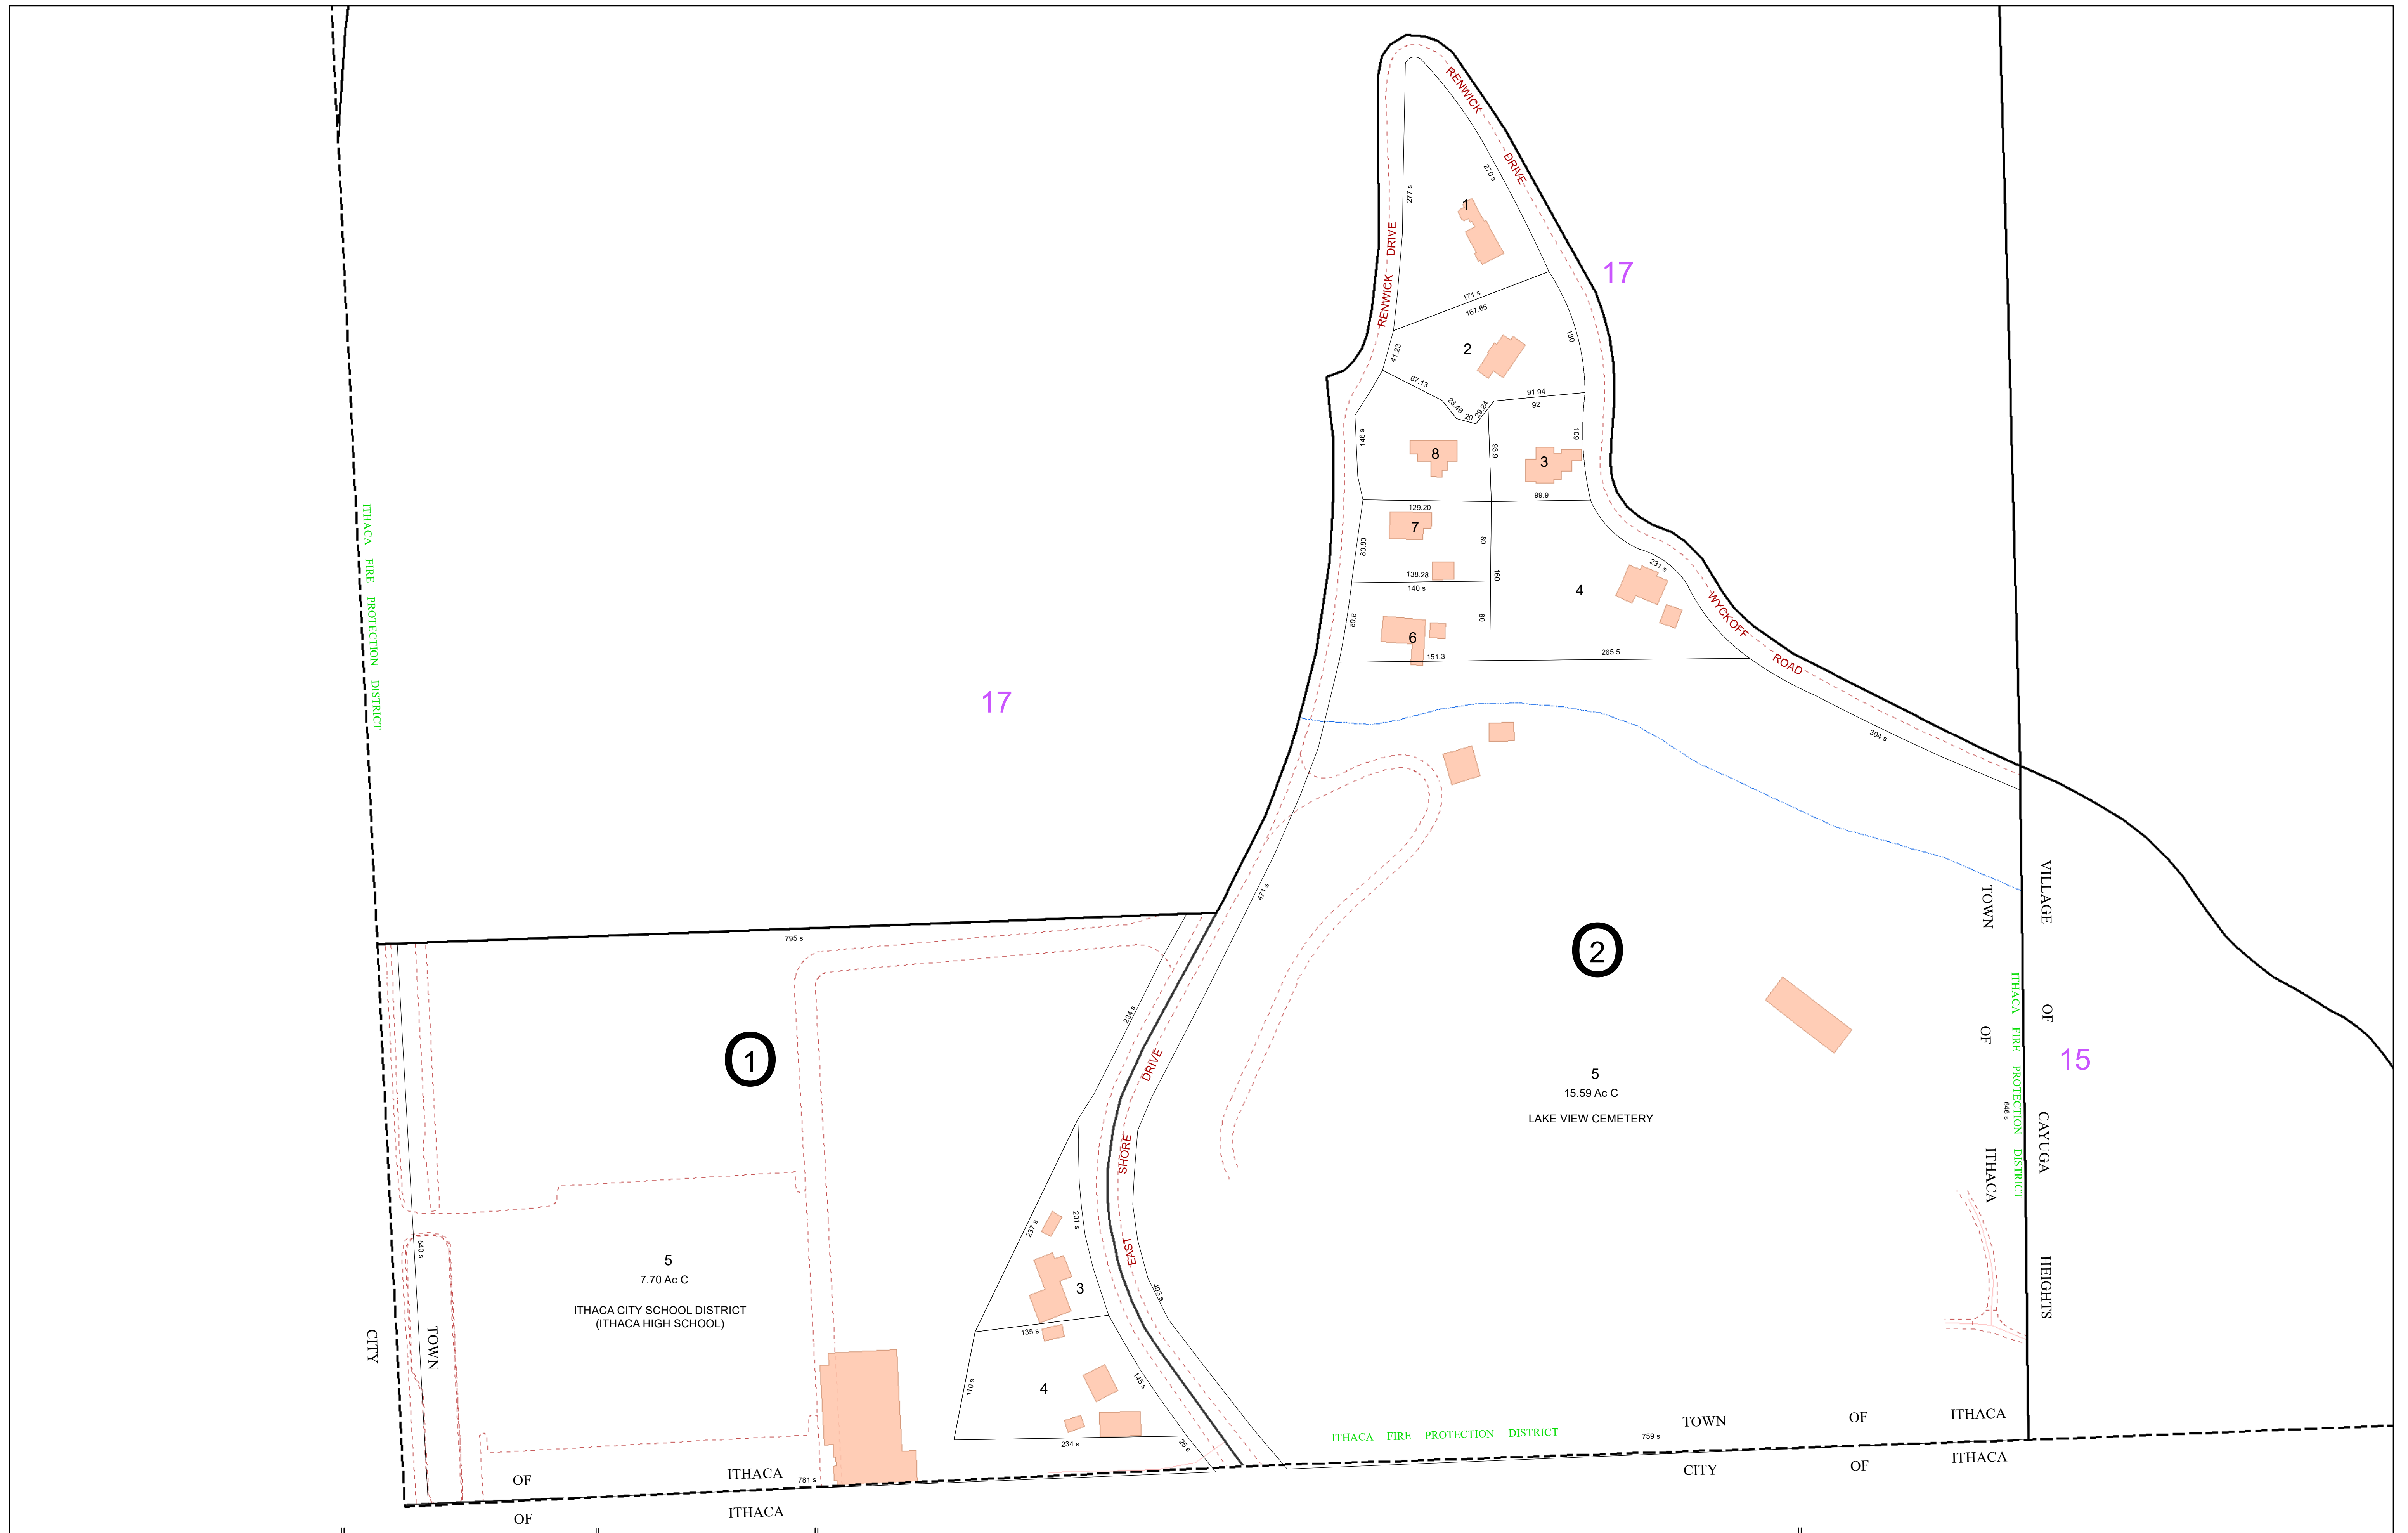 RENWICK
DRIVE
270 s
277 s
1
RENWICK DRIVE
17
171 s
167.65
130
2
41.23
67.13
23.46
20
29.24
91.94
92
146 s
8
93.9
3
109
99.9
129.20
7
80.80
80
138.28
140 s
160
4
231 s
80.8
6
80
151.3
265.5
WYCKOFF
ROAD
304 s
ITHACA FIRE PROTECTION DISTRICT
17
795 s
471 s
2
1
234 s
DRIVE
SHORE
EAST
5
15.59 Ac C
LAKE VIEW CEMETERY
TOWN
OF
ITHACA
ITHACA FIRE PROTECTION DISTRICT
646 s
VILLAGE
OF
CAYUGA
HEIGHTS
15
540 s
5
7.70 Ac C
ITHACA CITY SCHOOL DISTRICT
(ITHACA HIGH SCHOOL)
237 s
201 s
3
135 s
403 s
4
110 s
145 s
234 s
25 s
CITY
TOWN
OF
ITHACA
781 s
OF
ITHACA
ITHACA FIRE PROTECTION DISTRICT
759 s
TOWN OF ITHACA
CITY OF ITHACA